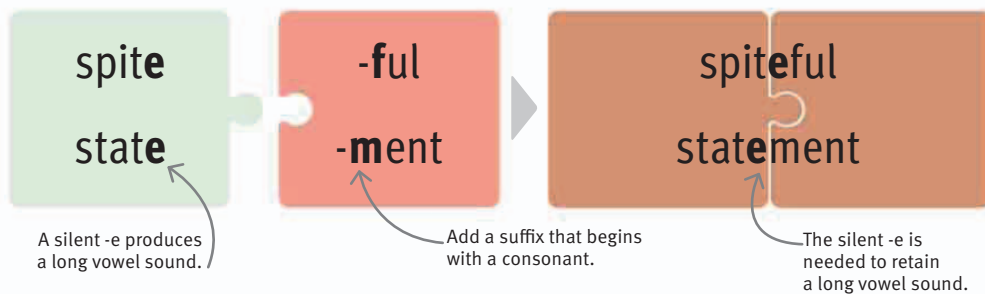 spite
-ful
spiteful
state
-ment
statement
A silent -e produces
a long vowel sound.
Add a suffix that begins
with a consonant.
The silent -e is
needed to retain
a long vowel sound.